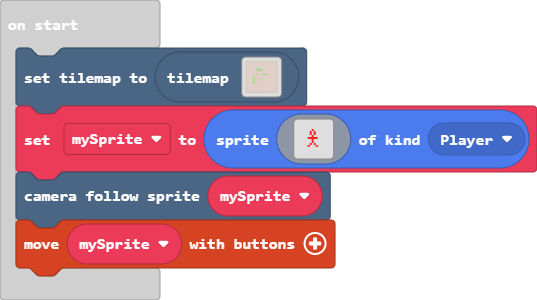 on start
set tilemap to tilemap
set mySprite to sprite of kind Player
camera follow sprite mySprite
move mySprite with buttons